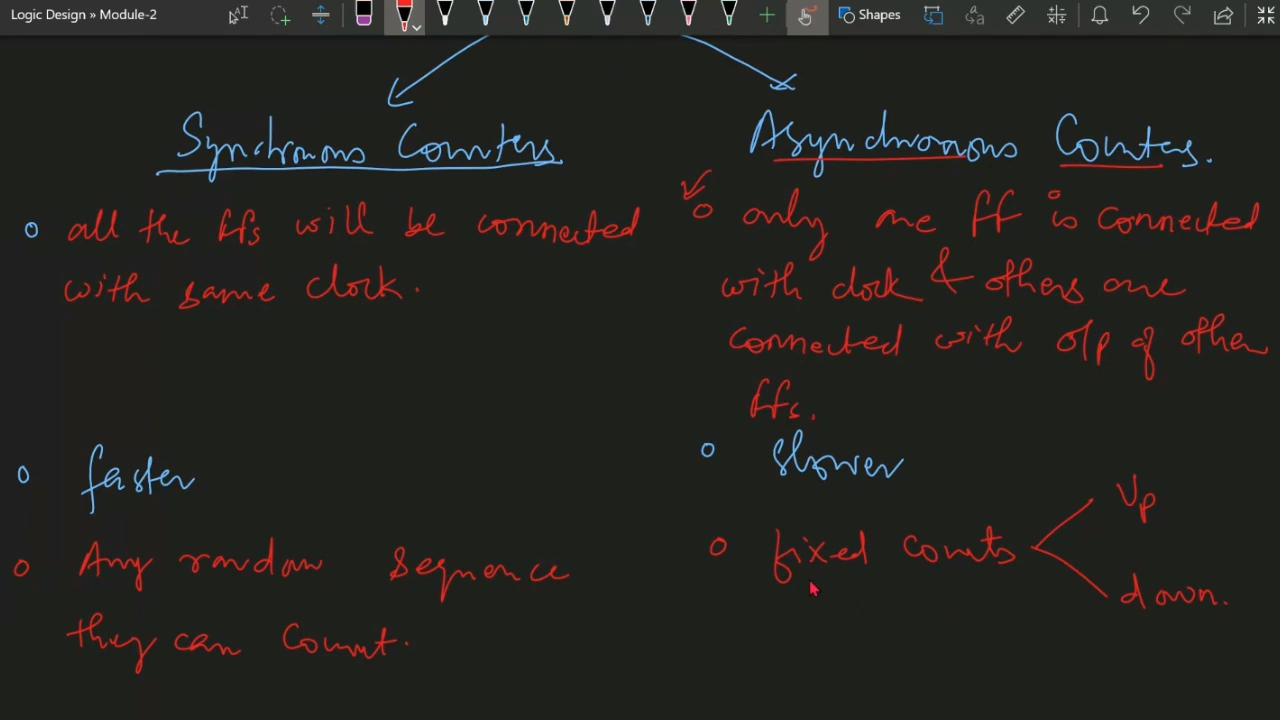 Logic Design » Module-2
Shapes
Synchronous Counters
all the ffs will be connected
with same clock.
faster
Any random sequence
they can count.
Asynchronous Counters.
only one ff is connected
with clock & others are
connected with o/p of other
ffs.
slower
fixed counts
Up
down.